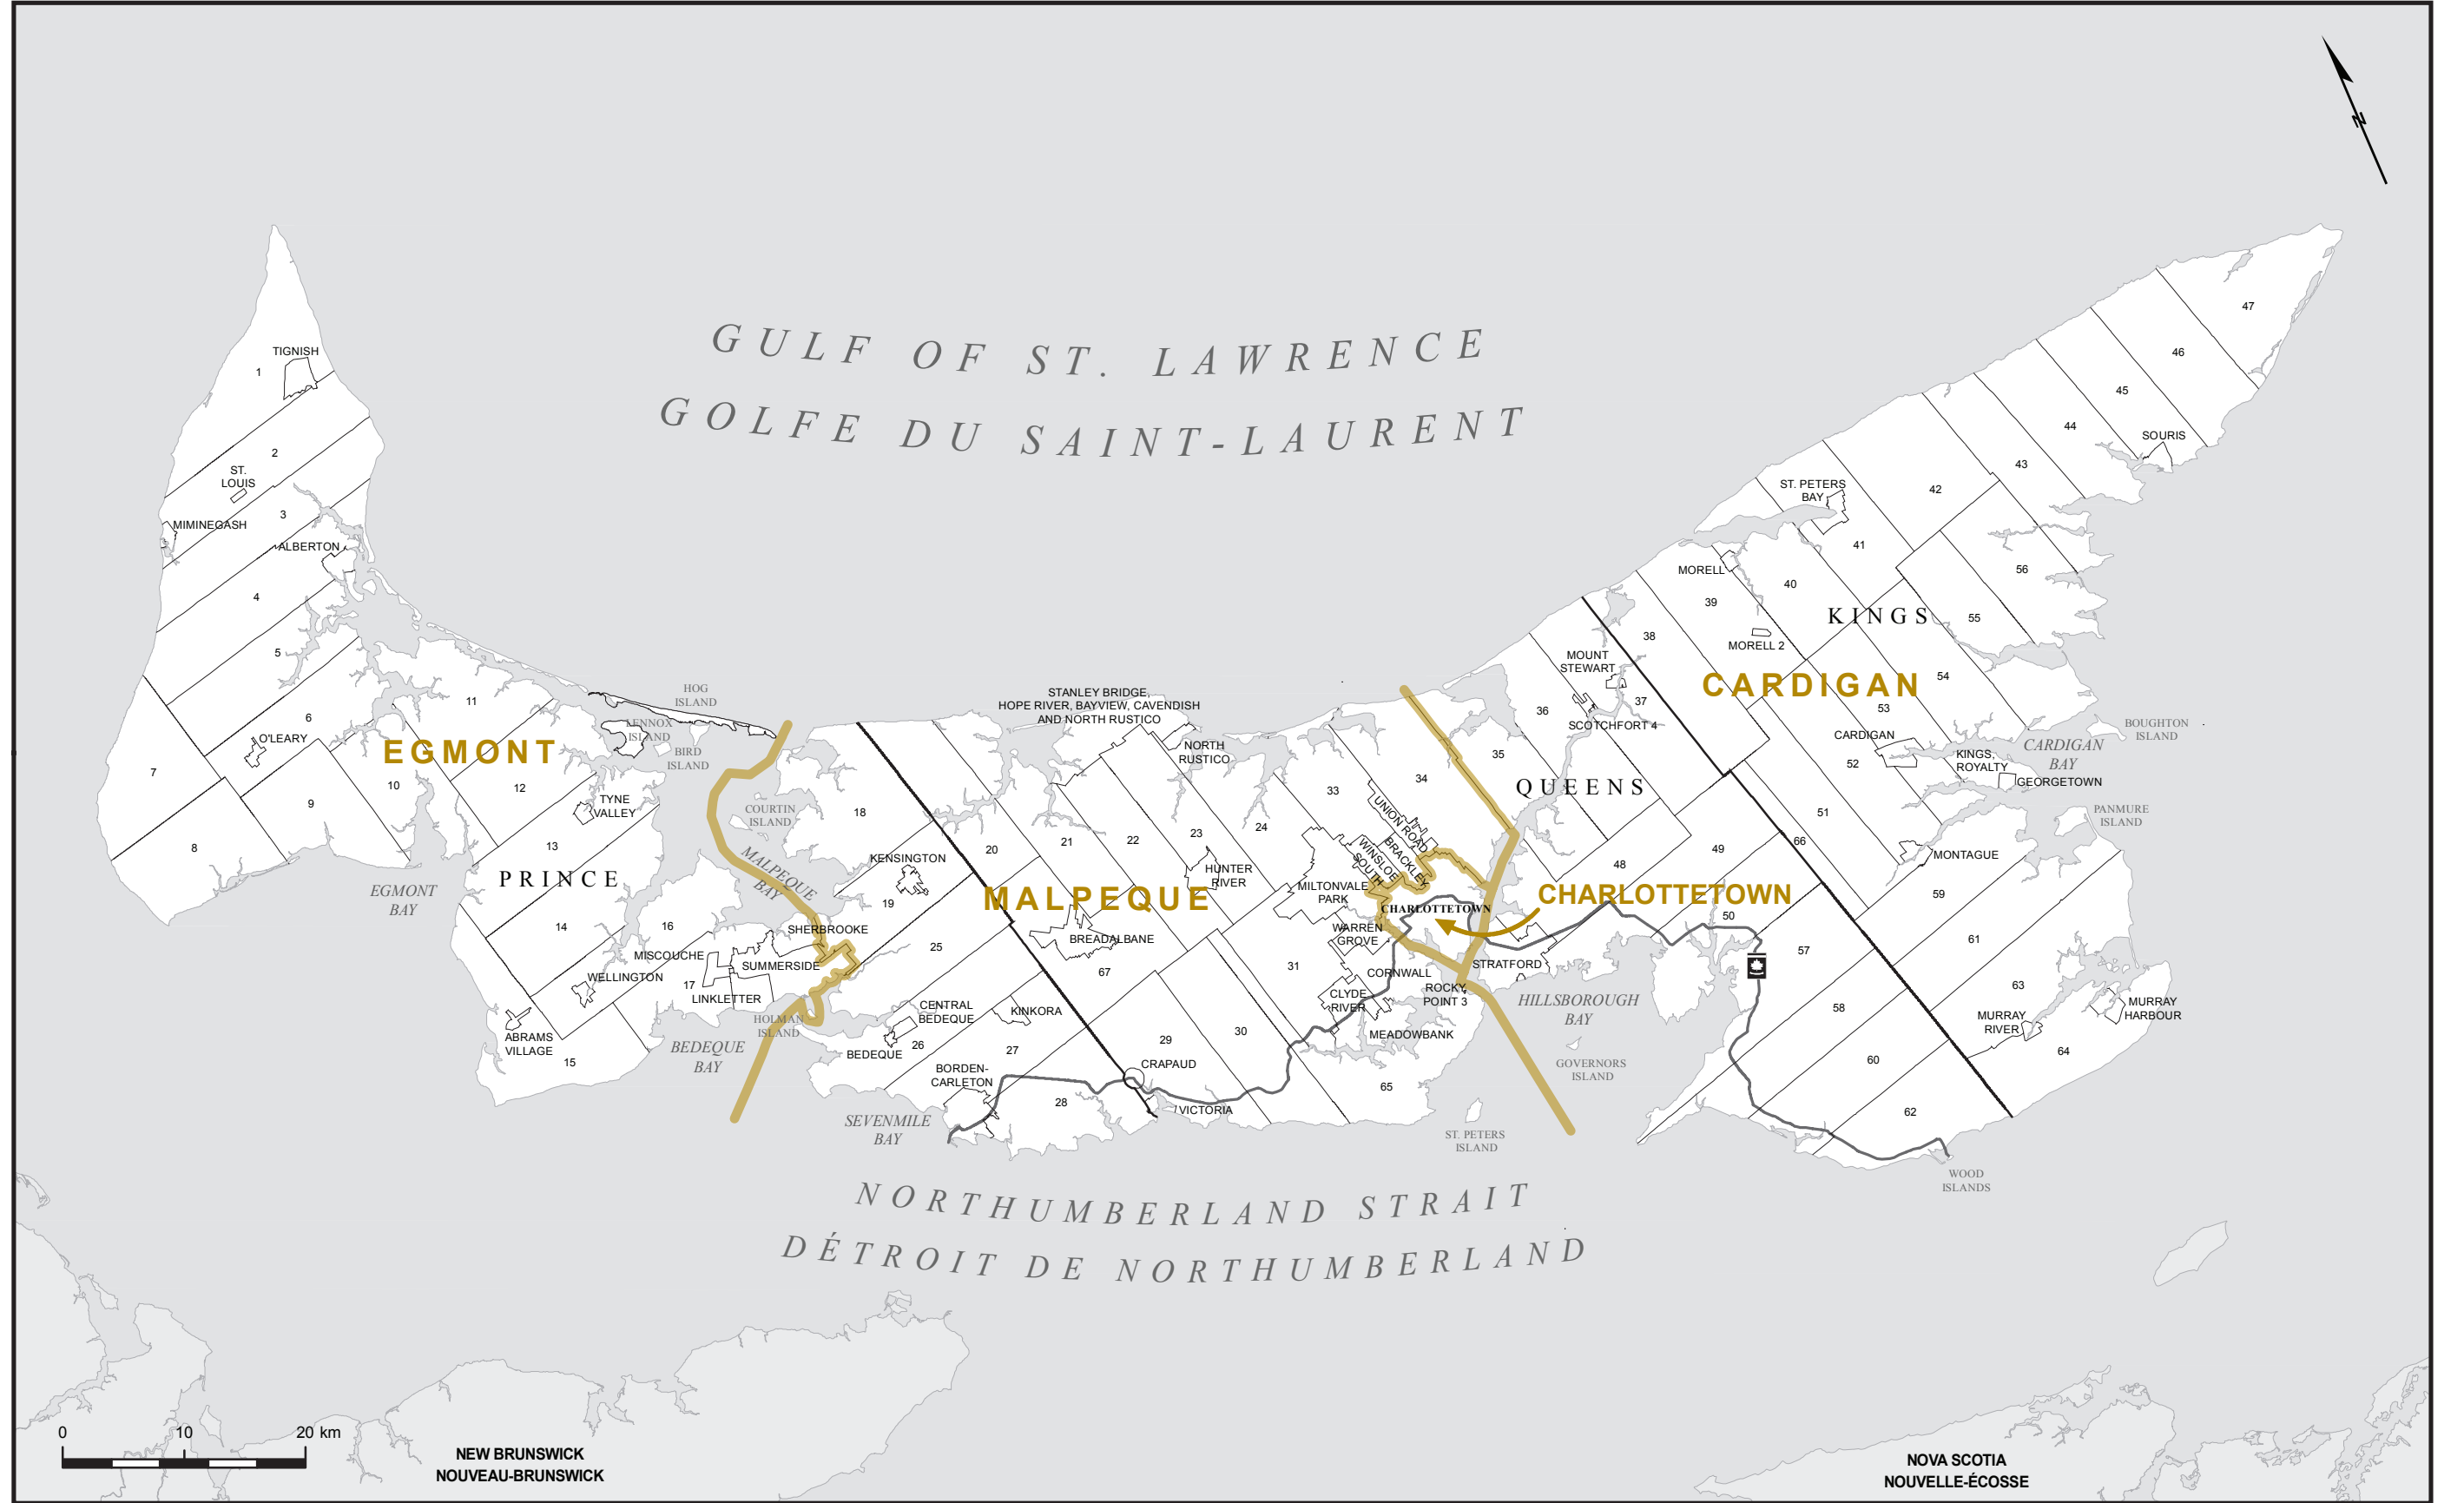 GULF OF ST. LAWRENCE
GOLFE DU SAINT-LAURENT
N
TIGNISH
1
2
ST.
LOUIS
3
MIMINEGASH
ALBERTON
4
5
6
O'LEARY
7
8
9
10
11
EGMONT
12
TYNE
VALLEY
13
PRINCE
14
16
MISCOUCHE
WELLINGTON
17
LINKLETTER
SUMMERSIDE
SHERBROOKE
ABRAMS
VILLAGE
15
EGMONT
BAY
BEDEQUE
BAY
HOLMAN
ISLAND
HOG
ISLAND
LENNOX
ISLAND
BIRD
ISLAND
COURTIN
ISLAND
MALPEQUE
BAY
18
KENSINGTON
19
20
STANLEY BRIDGE,
HOPE RIVER, BAYVIEW, CAVENDISH
AND NORTH RUSTICO
NORTH
RUSTICO
21
22
23
24
HUNTER
RIVER
MALPEQUE
BREADALBANE
25
67
CENTRAL
BEDEQUE
KINKORA
BEDEQUE
26
27
BORDEN-
CARLETON
28
29
30
CRAPAUD
VICTORIA
SEVENMILE
BAY
31
33
34
UNION ROAD
BRACKLEY
WINSLOE
SOUTH
MILTONVALE
PARK
CHARLOTTETOWN
WARREN
GROVE
CORNWALL
CLYDE
RIVER
ROCKY
POINT 3
MEADOWBANK
65
STRATFORD
CHARLOTTETOWN
HILLSBOROUGH
BAY
GOVERNORS
ISLAND
ST. PETERS
ISLAND
35
36
QUEENS
MOUNT
STEWART
37
SCOTCHFORT 4
38
39
MORELL
40
MORELL 2
ST. PETERS
BAY
41
42
43
44
45
46
47
SOURIS
KINGS
CARDIGAN
54
55
56
53
CARDIGAN
52
KINGS,
ROYALTY
GEORGETOWN
CARDIGAN
BAY
BOUGHTON
ISLAND
PANMURE
ISLAND
51
66
MONTAGUE
48
49
50
57
58
59
60
61
62
63
64
MURRAY
RIVER
MURRAY
HARBOUR
WOOD
ISLANDS
NORTHUMBERLAND STRAIT
DÉTROIT DE NORTHUMBERLAND
0 10 20 km
NEW BRUNSWICK
NOUVEAU-BRUNSWICK
NOVA SCOTIA
NOUVELLE-ÉCOSSE